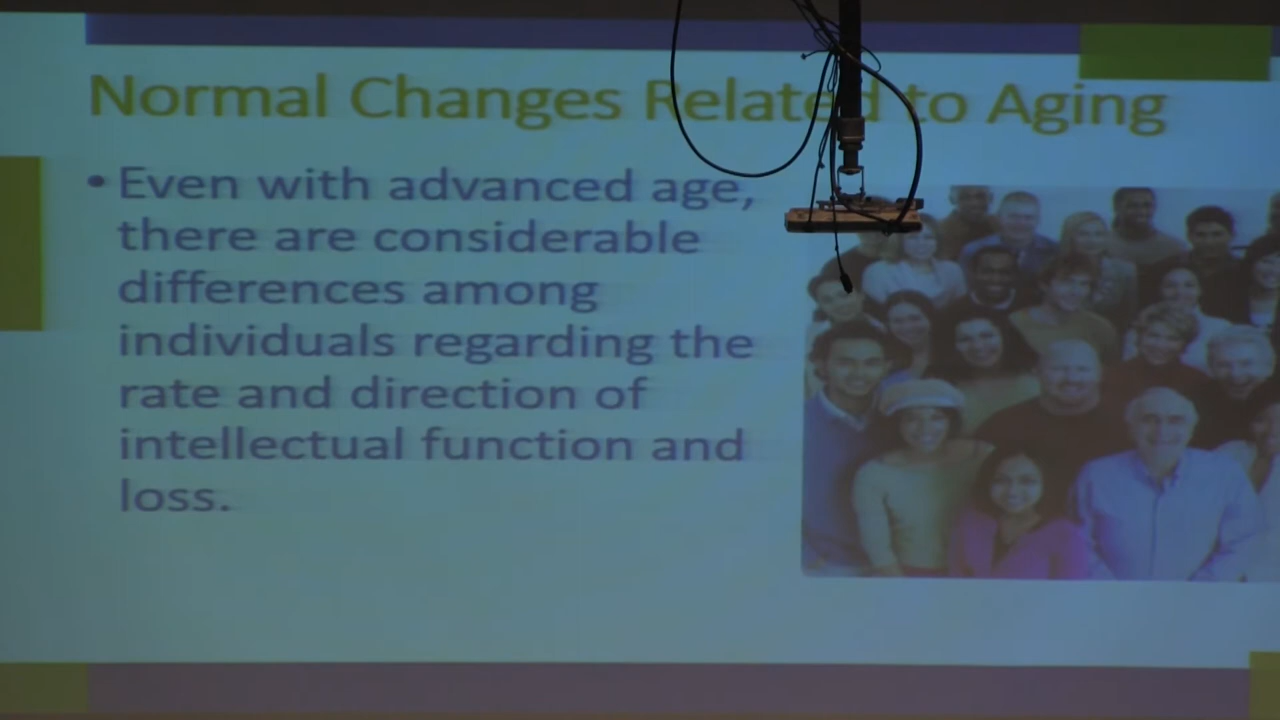 Normal Changes Related to Aging
• Even with advanced age,
there are considerable
differences among
individuals regarding the
rate and direction of
intellectual function and
loss.